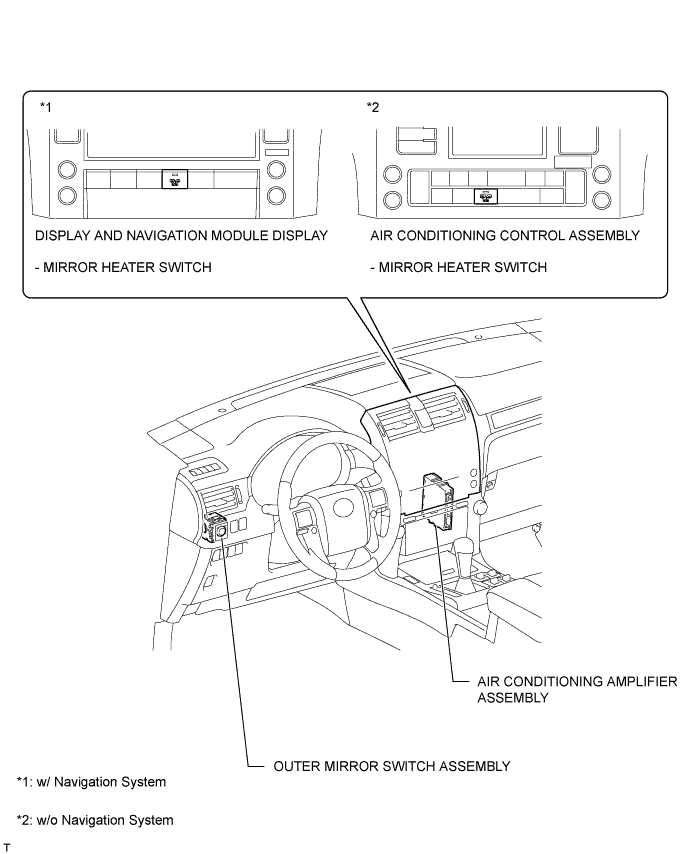 *1
*2
DISPLAY AND NAVIGATION MODULE DISPLAY
- MIRROR HEATER SWITCH
AIR CONDITIONING CONTROL ASSEMBLY
- MIRROR HEATER SWITCH
AIR CONDITIONING AMPLIFIER
ASSEMBLY
OUTER MIRROR SWITCH ASSEMBLY
*1: w/ Navigation System
*2: w/o Navigation System
T